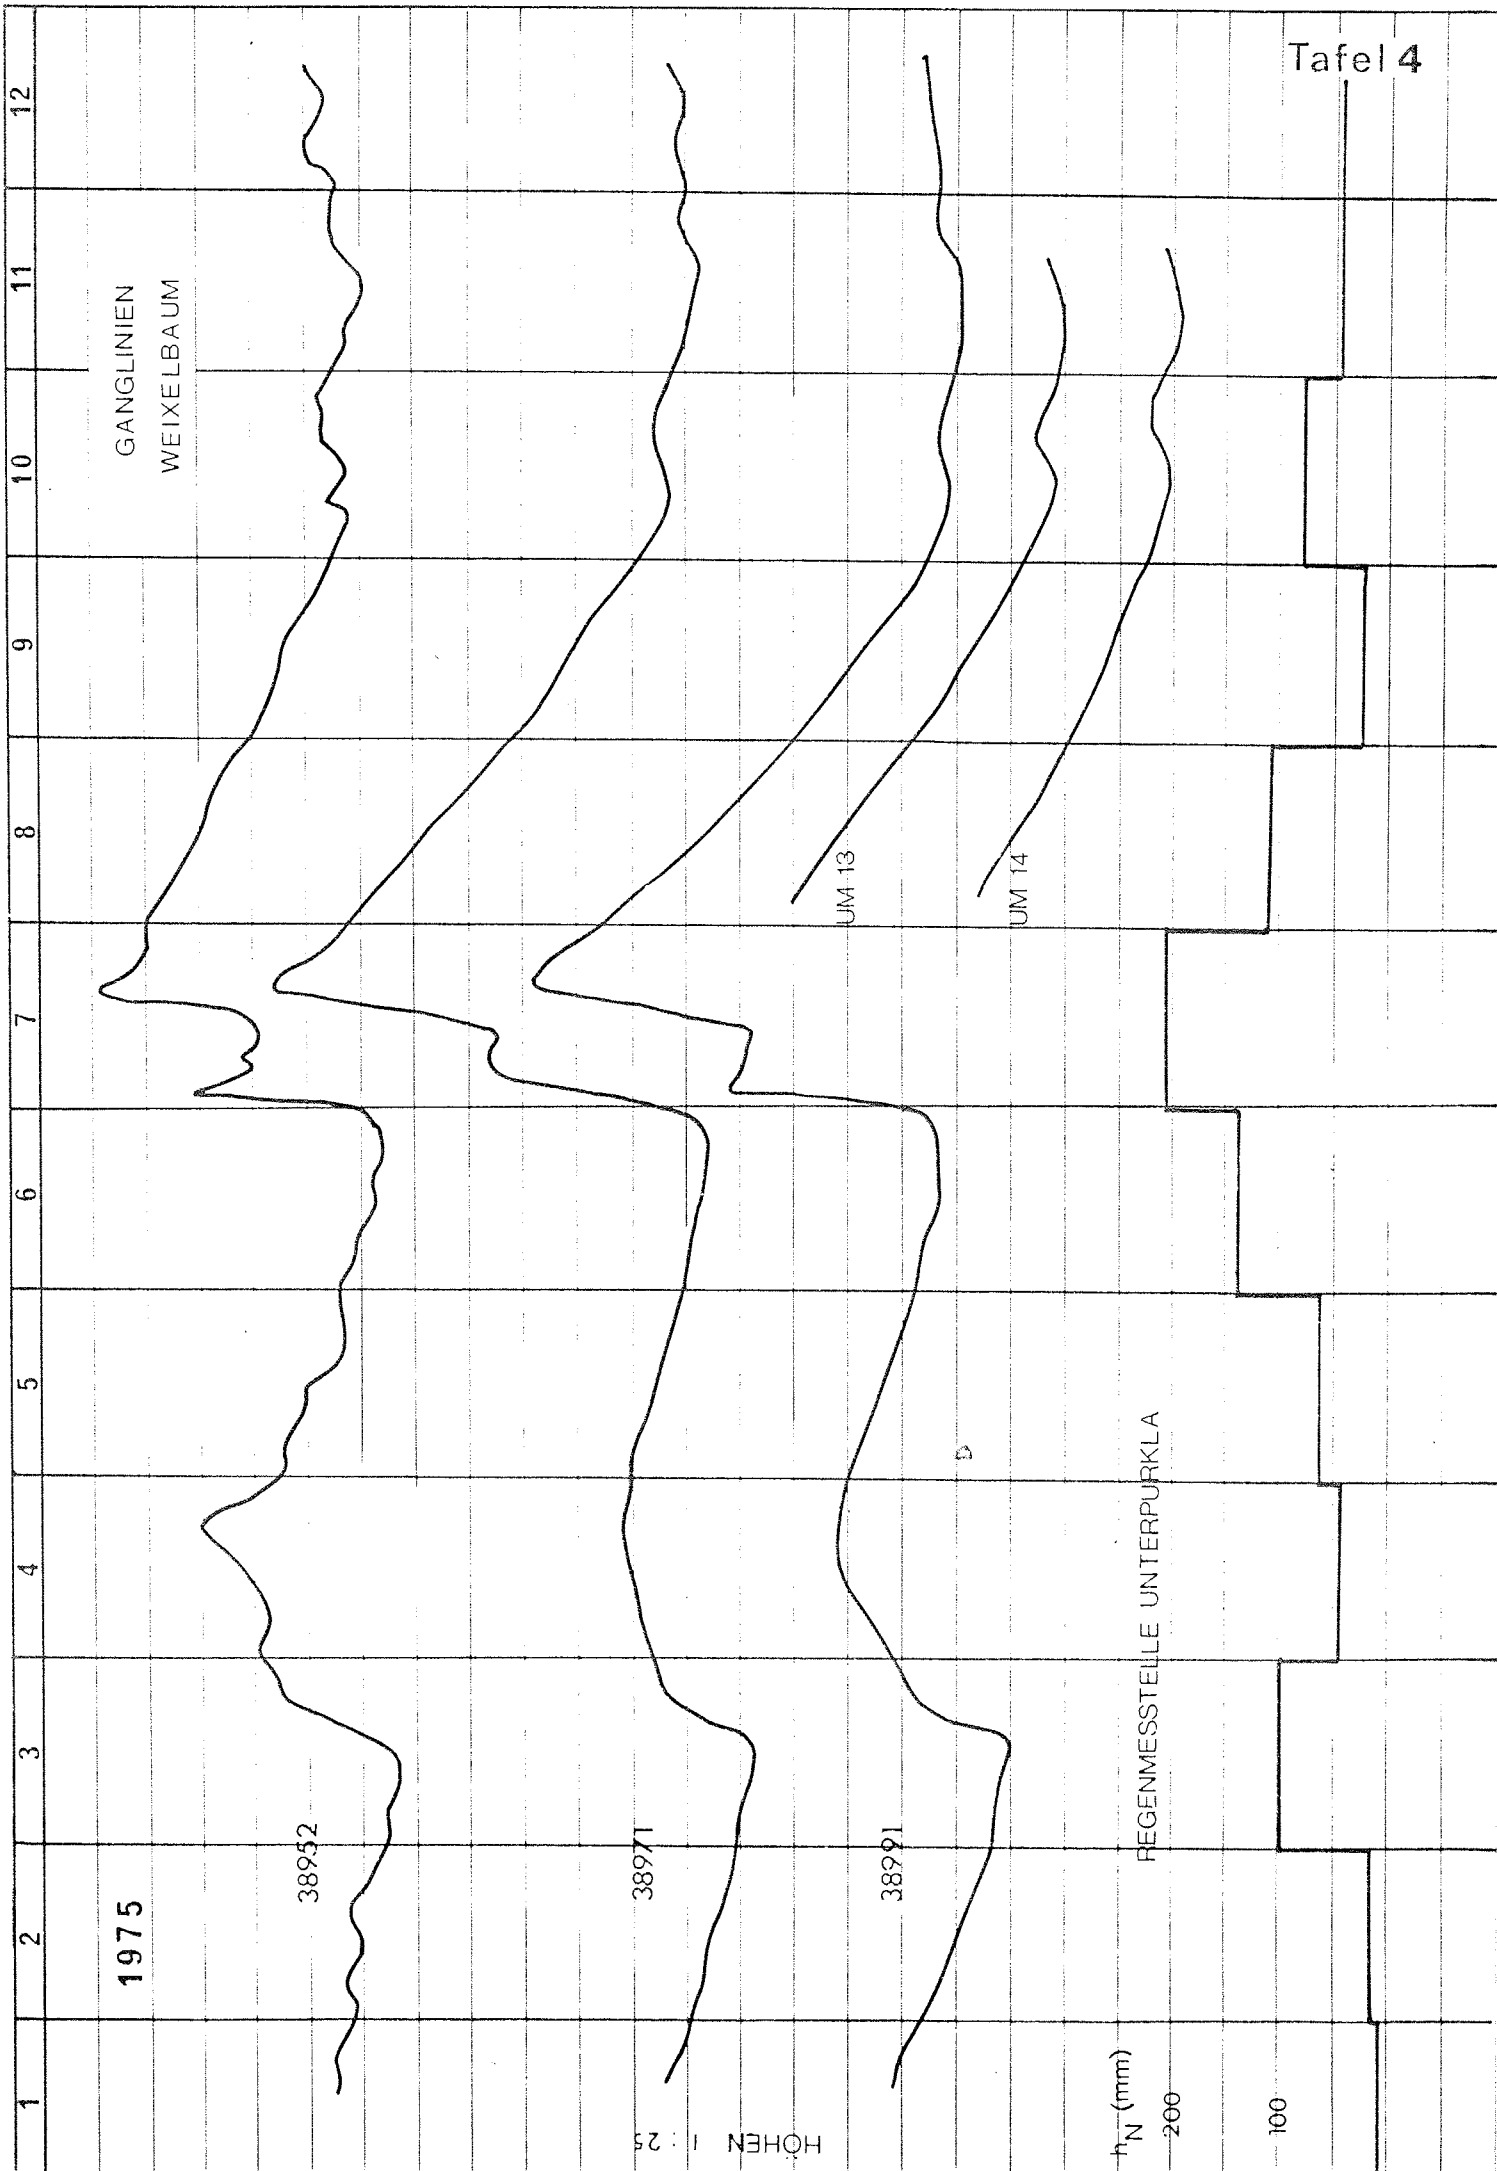 Tafel 4
1 2 3 4 5 6 7 8 9 10 11 12
1975
GANGLINIEN
WEIXELBAUM
38952
38971
38991
UM 13
UM 14
HÖHEN 1:25
REGENMESSTELLE UNTERPURKLA
hN (mm)
200
100